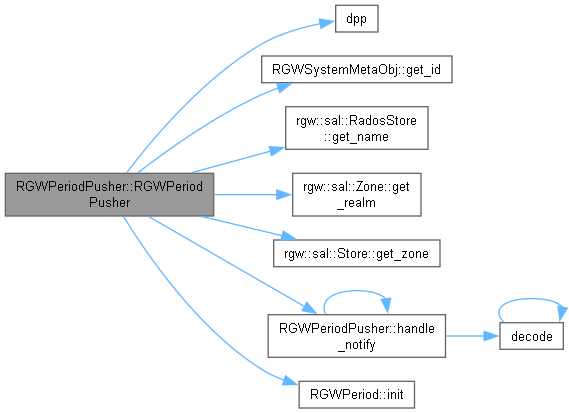 dpp
RGWSystemMetaObj::get_id
rgw::sal::RadosStore
::get_name
RGWPeriodPusher::RGWPeriod
Pusher
rgw::sal::Zone::get
_realm
rgw::sal::Store::get_zone
RGWPeriodPusher::handle
_notify
decode
RGWPeriod::init